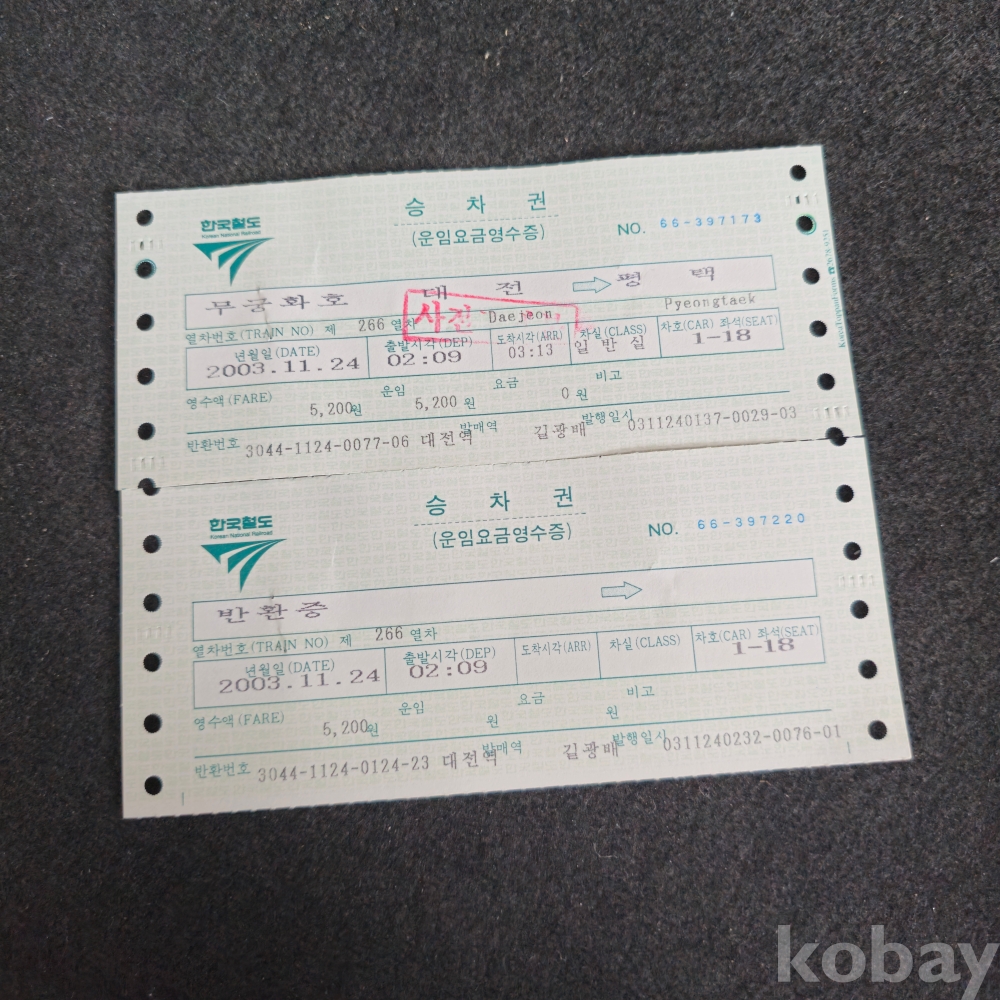 승 차 권
한국철도
Korean National Railroad
(운임요금영수증)
NO. 66-397173
무궁화호 대 전 ⇨ 평 택
사전 Daejeon Pyeongtaek
열차번호(TRAIN NO) 제 266 열차
년월일(DATE) 출발시각(DEP) 도착시각(ARR) 차실(CLASS) 차호(CAR) 좌석(SEAT)
2003.11.24 02:09 03:13 일반실 1-18
영수액(FARE) 5,200원 운임 5,200 원 요금 0 원 비고
반환번호 3044-1124-0077-06 대전역 발매역 길광배 발행일시 0311240137-0029-03
승 차 권
한국철도
Korean National Railroad
(운임요금영수증)
NO. 66-397220
반환증 ⇨
열차번호(TRAIN NO) 제 266 열차
년월일(DATE) 출발시각(DEP) 도착시각(ARR) 차실(CLASS) 차호(CAR) 좌석(SEAT)
2003.11.24 02:09 1-18
영수액(FARE) 5,200원 운임 원 요금 원 비고
반환번호 3044-1124-0124-23 대전역 발매역 길광배 발행일시 0311240232-0076-01
kobay